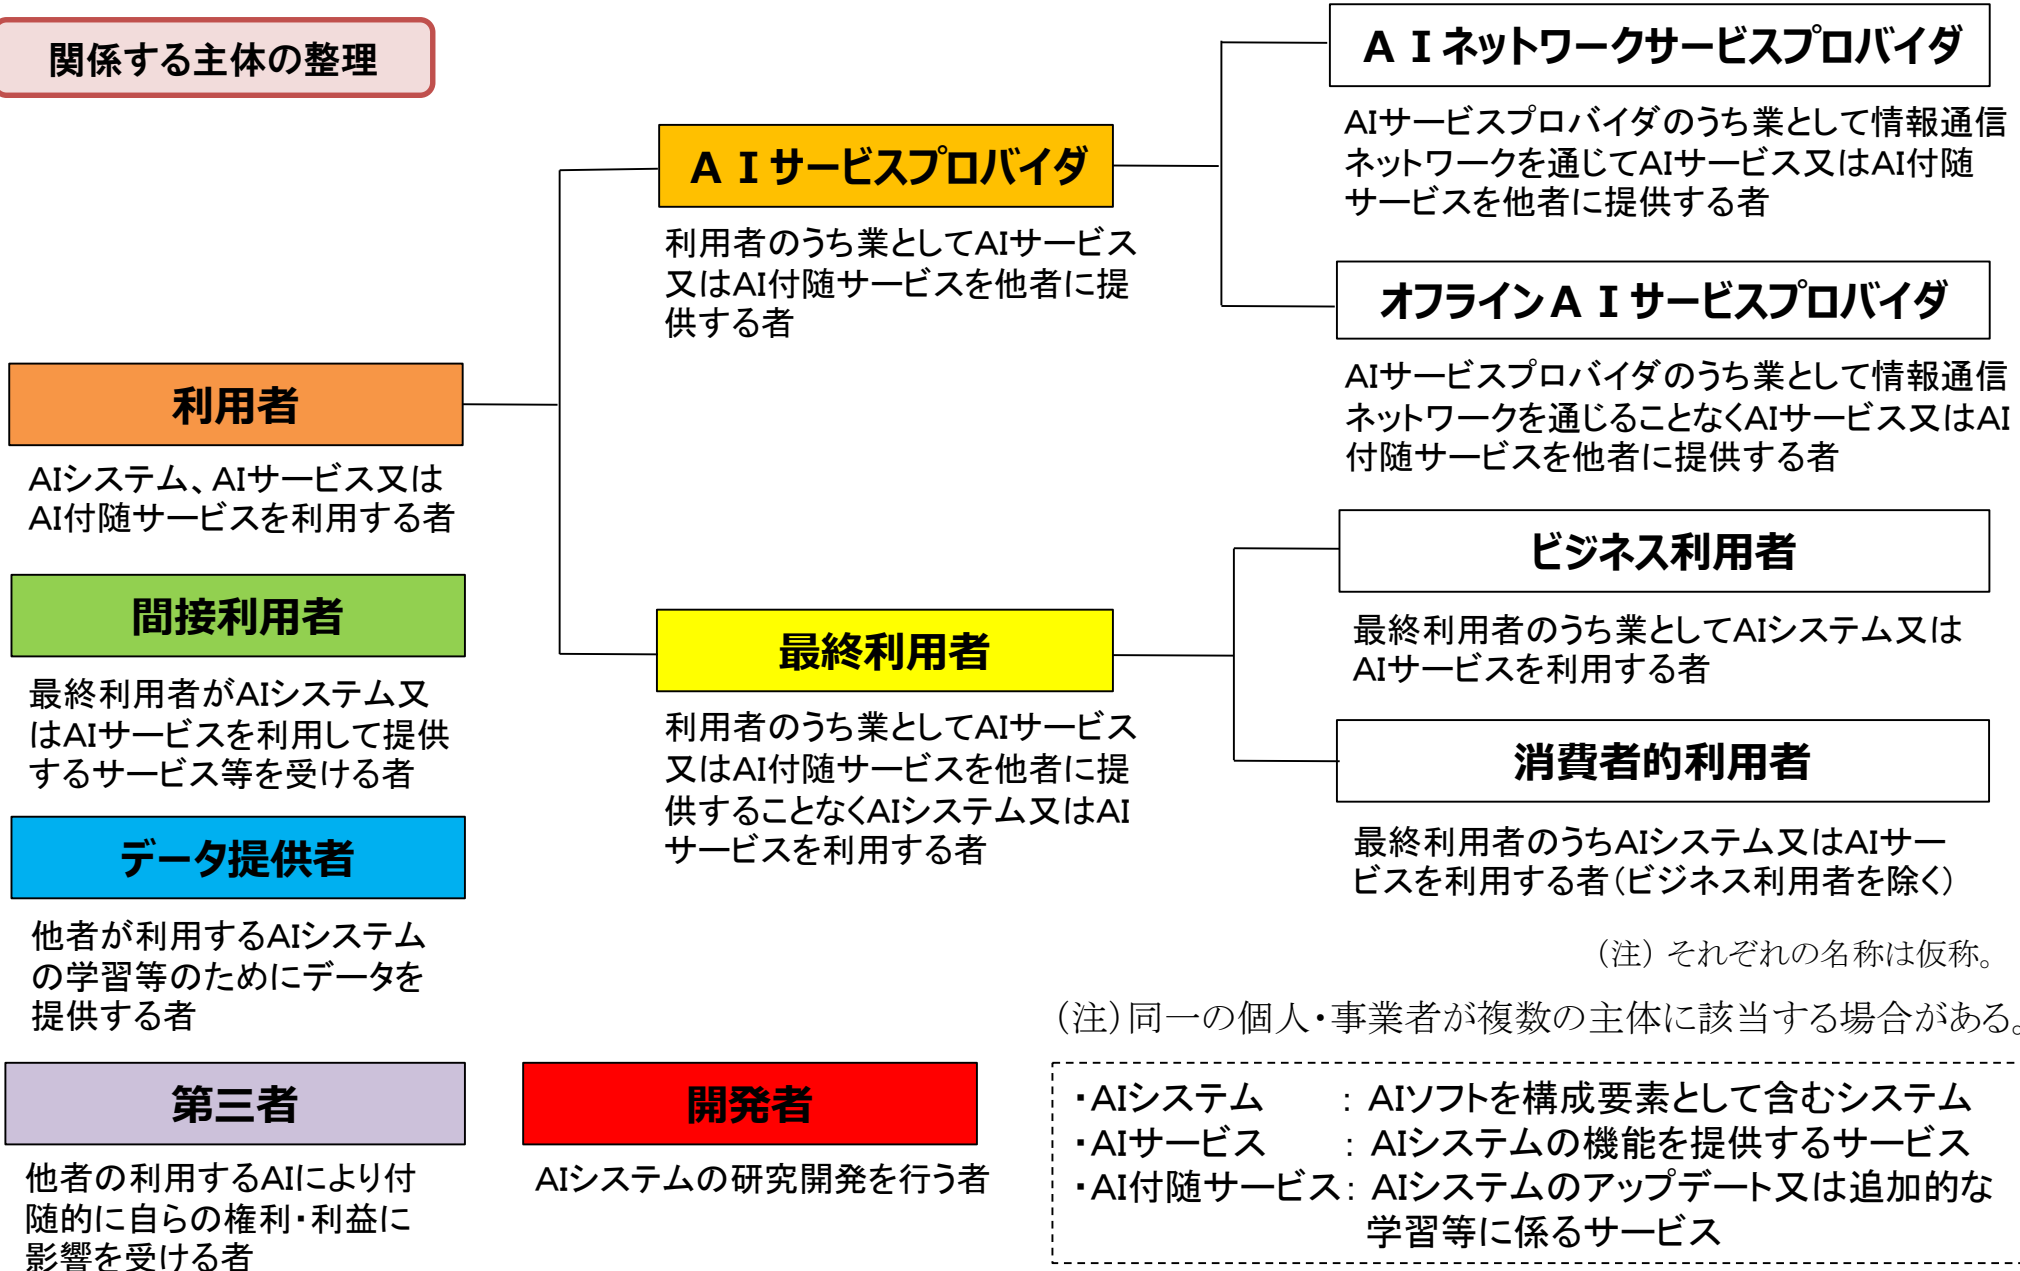 関係する主体の整理
ＡＩネットワークサービスプロバイダ
AIサービスプロバイダのうち業として情報通信
ネットワークを通じてAIサービス又はAI付随
サービスを他者に提供する者
ＡＩサービスプロバイダ
利用者のうち業としてAIサービス
又はAI付随サービスを他者に提
供する者
オフラインＡＩサービスプロバイダ
AIサービスプロバイダのうち業として情報通信
ネットワークを通じることなくAIサービス又はAI
付随サービスを他者に提供する者
利用者
AIシステム、AIサービス又は
AI付随サービスを利用する者
ビジネス利用者
最終利用者のうち業としてAIシステム又は
AIサービスを利用する者
間接利用者
最終利用者がAIシステム又
はAIサービスを利用して提供
するサービス等を受ける者
最終利用者
利用者のうち業としてAIサービス
又はAI付随サービスを他者に提
供することなくAIシステム又はAI
サービスを利用する者
消費者的利用者
最終利用者のうちAIシステム又はAIサー
ビスを利用する者（ビジネス利用者を除く）
データ提供者
他者が利用するAIシステム
の学習等のためにデータを
提供する者
（注）それぞれの名称は仮称。
（注）同一の個人・事業者が複数の主体に該当する場合がある。
第三者
他者の利用するAIにより付
随的に自らの権利・利益に
影響を受ける者
開発者
AIシステムの研究開発を行う者
・AIシステム　　：AIソフトを構成要素として含むシステム
・AIサービス　　：AIシステムの機能を提供するサービス
・AI付随サービス：AIシステムのアップデート又は追加的な
学習等に係るサービス